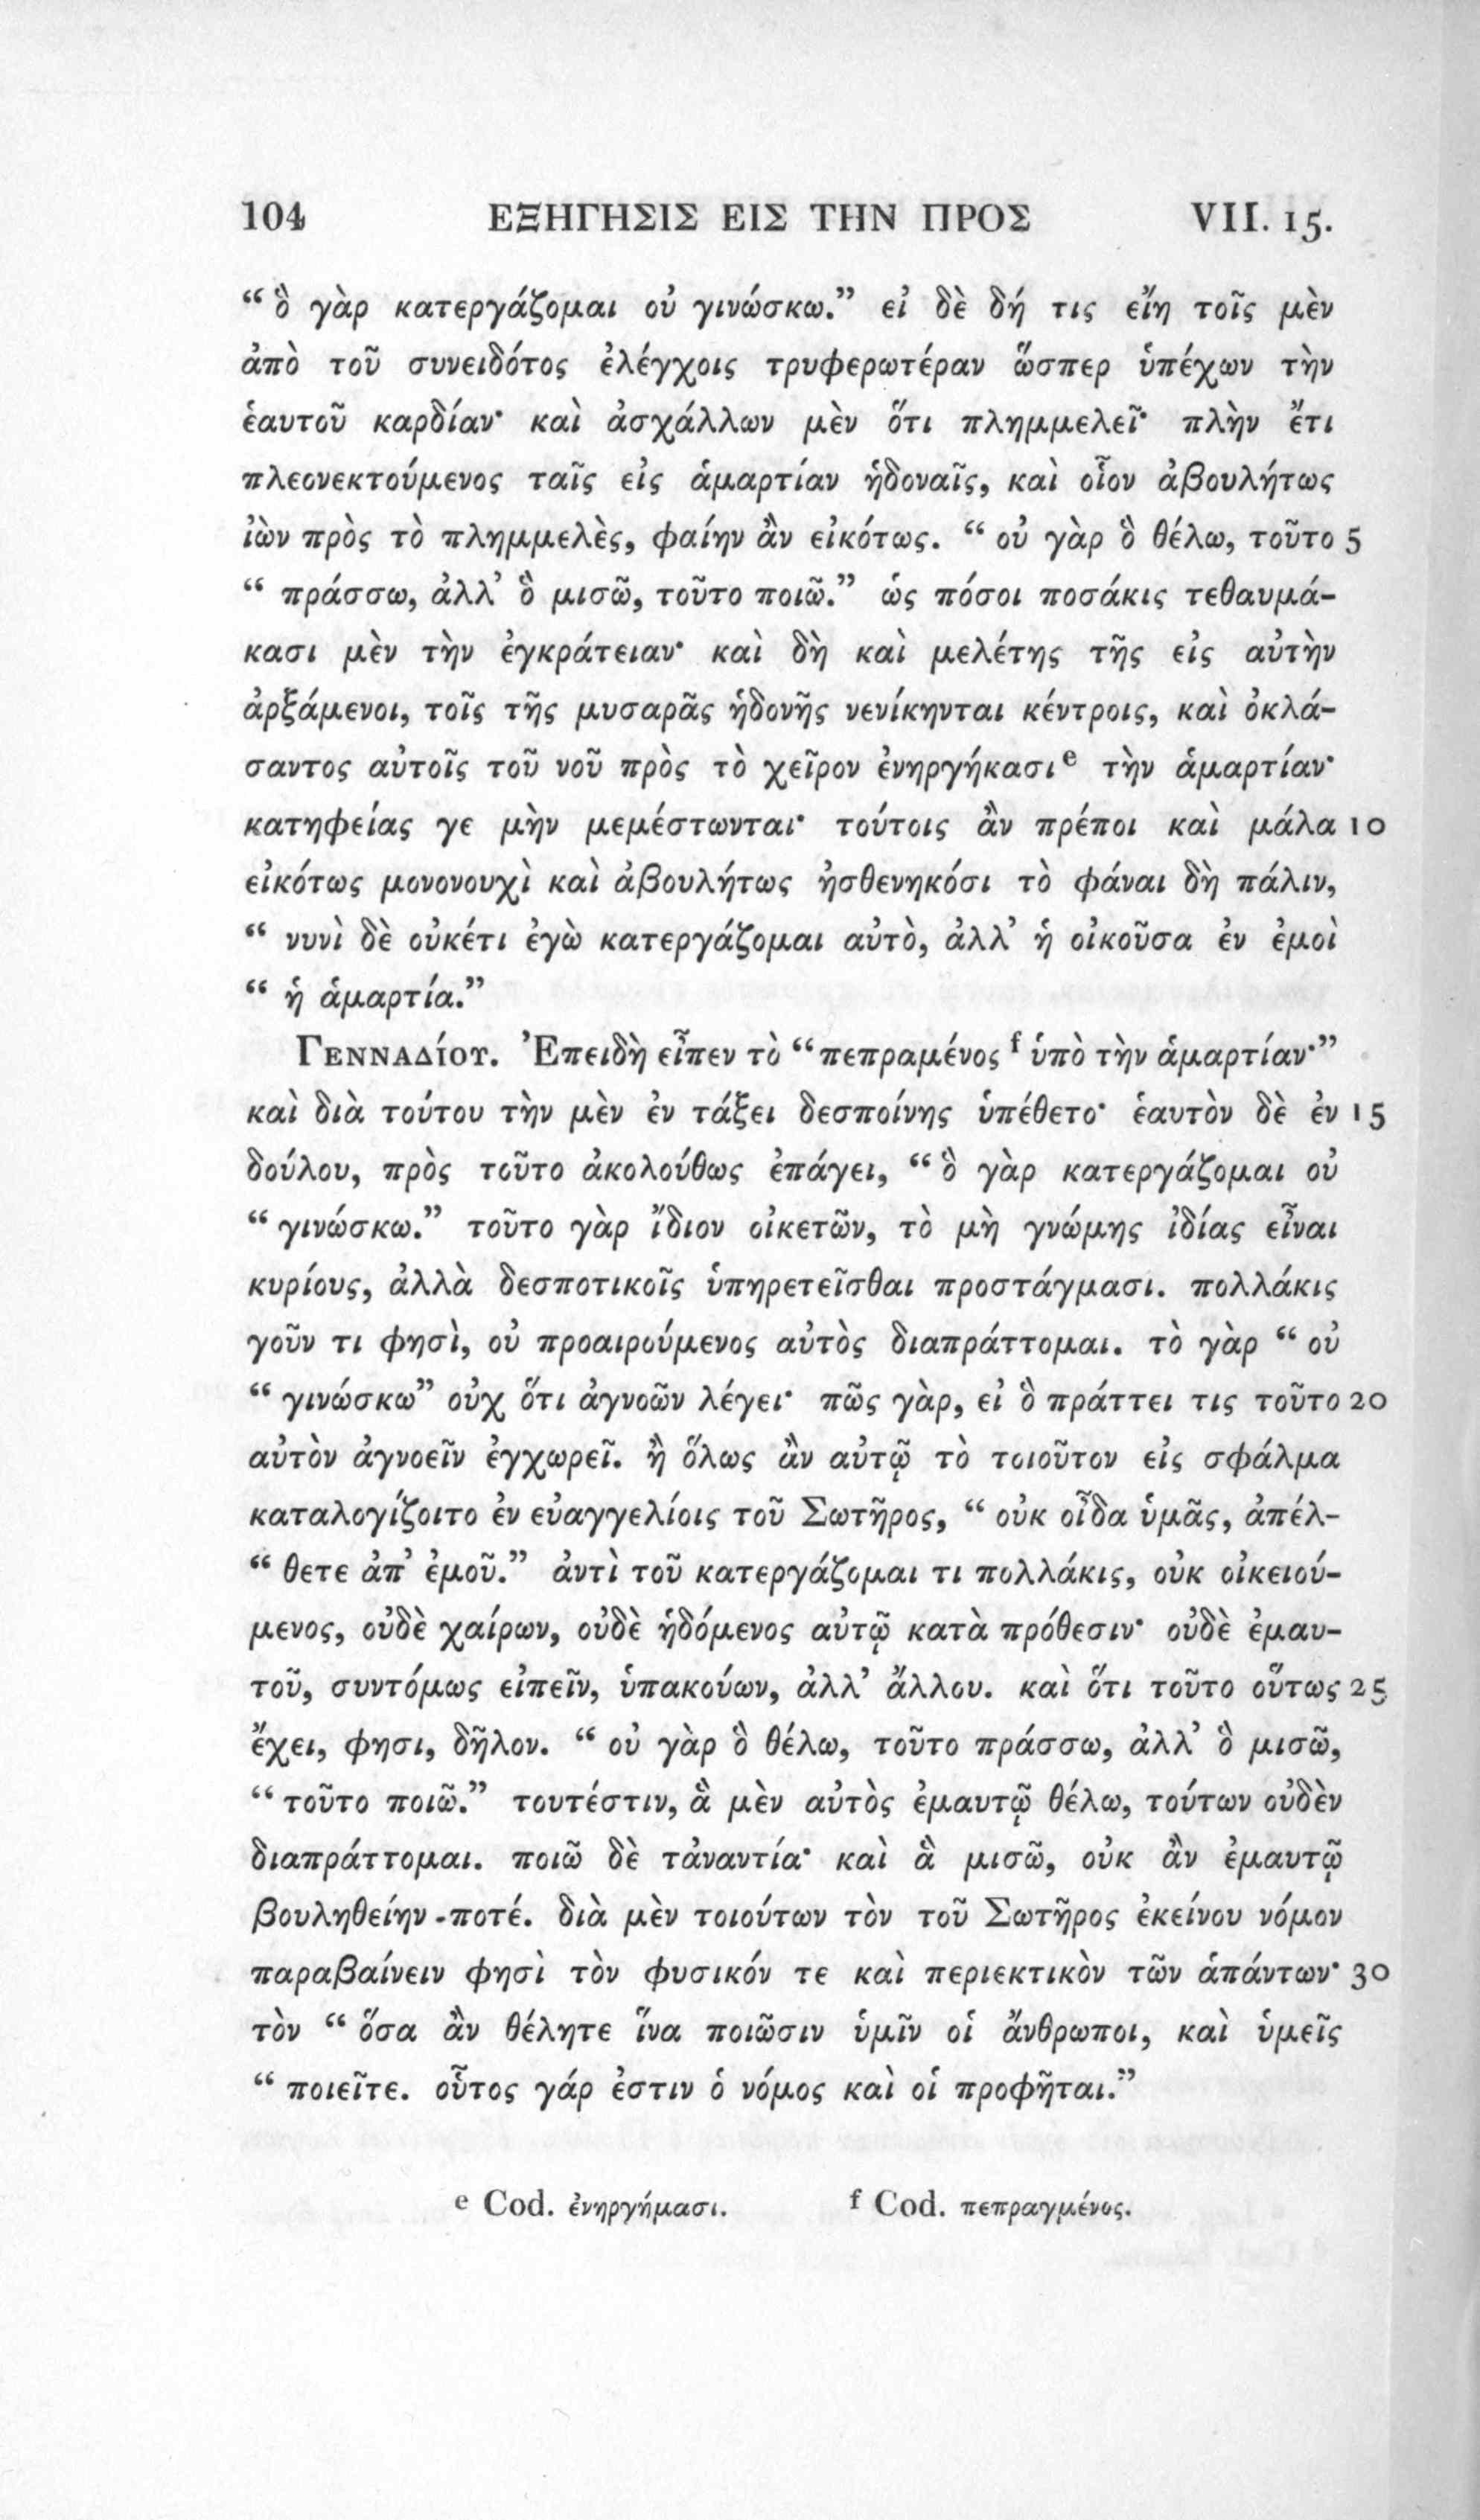 104 ΕΞΗΓΗΣΙΣ ΕΙΣ ΤΗΝ ΠΡΟΣ VII. 15.
“ ὃ γὰρ κατεργάζομαι οὐ γινώσκω.” εἰ δὲ δή τις εἴη τοῖς μὲν
ἀπὸ τοῦ συνειδότος ἐλέγχοις τρυφερωτέραν ὥσπερ ὑπέχων τὴν
ἑαυτοῦ καρδίαν· καὶ ἀσχάλλων μὲν ὅτι πλημμελεῖ· πλὴν ἔτι
πλεονεκτούμενος ταῖς εἰς ἁμαρτίαν ἡδοναῖς, καὶ οἷον ἀβουλήτως
ἰὼν πρὸς τὸ πλημμελὲς, φαίην ἂν εἰκότως. “ οὐ γὰρ ὃ θέλω, τοῦτο 5
“ πράσσω, ἀλλ’ ὃ μισῶ, τοῦτο ποιῶ.” ὡς πόσοι ποσάκις τεθαυμά-
κασι μὲν τὴν ἐγκράτειαν· καὶ δὴ καὶ μελέτης τῆς εἰς αὐτὴν
ἀρξάμενοι, τοῖς τῆς μυσαρᾶς ἡδονῆς νενίκηνται κέντροις, καὶ ὀκλά-
σαντος αὐτοῖς τοῦ νοῦ πρὸς τὸ χεῖρον ἐνηργήκασι e τὴν ἁμαρτίαν·
κατηφείας γε μὴν μεμέστωνται· τούτοις ἂν πρέποι καὶ μάλα 10
εἰκότως μονονουχὶ καὶ ἀβουλήτως ἠσθενηκόσι τὸ φάναι δὴ πάλιν,
“ νυνὶ δὲ οὐκέτι ἐγὼ κατεργάζομαι αὐτὸ, ἀλλ’ ἡ οἰκοῦσα ἐν ἐμοὶ
“ ἡ ἁμαρτία.”
ΓΕΝΝΑΔίΟΥ. Ἐπειδὴ εἶπεν τὸ “ πεπραμένος f ὑπὸ τὴν ἁμαρτίαν·”
καὶ διὰ τούτου τὴν μὲν ἐν τάξει δεσποίνης ὑπέθετο· ἑαυτὸν δὲ ἐν 15
δούλου, πρὸς τοῦτο ἀκολούθως ἐπάγει, “ ὃ γὰρ κατεργάζομαι οὐ
“ γινώσκω.” τοῦτο γὰρ ἴδιον οἰκετῶν, τὸ μὴ γνώμης ἰδίας εἶναι
κυρίους, ἀλλὰ δεσποτικοῖς ὑπηρετεῖσθαι προστάγμασι. πολλάκις
γοῦν τι φησὶ, οὐ προαιρούμενος αὐτὸς διαπράττομαι. τὸ γὰρ “ οὐ
“ γινώσκω” οὐχ ὅτι ἀγνοῶν λέγει· πῶς γὰρ, εἰ ὃ πράττει τις τοῦτο 20
αὐτὸν ἀγνοεῖν ἐγχωρεῖ. ἢ ὅλως ἂν αὐτῷ τὸ τοιοῦτον εἰς σφάλμα
καταλογίζοιτο ἐν εὐαγγελίοις τοῦ Σωτῆρος, “ οὐκ οἶδα ὑμᾶς, ἀπέλ-
“ θετε ἀπ’ ἐμοῦ.” ἀντὶ τοῦ κατεργάζομαι τι πολλάκις, οὐκ οἰκειού-
μενος, οὐδὲ χαίρων, οὐδὲ ἡδόμενος αὐτῷ κατὰ πρόθεσιν· οὐδὲ ἐμαυ-
τοῦ, συντόμως εἰπεῖν, ὑπακούων, ἀλλ’ ἄλλου. καὶ ὅτι τοῦτο οὕτως 25
ἔχει, φησι, δῆλον. “ οὐ γὰρ ὃ θέλω, τοῦτο πράσσω, ἀλλ’ ὃ μισῶ,
“ τοῦτο ποιῶ.” τουτέστιν, ἃ μὲν αὐτὸς ἐμαυτῷ θέλω, τούτων οὐδὲν
διαπράττομαι. ποιῶ δὲ τἀναντία· καὶ ἃ μισῶ, οὐκ ἂν ἐμαυτῷ
βουληθείην -ποτέ. διὰ μὲν τοιούτων τὸν τοῦ Σωτῆρος ἐκείνου νόμον
παραβαίνειν φησὶ τὸν φυσικόν τε καὶ περιεκτικὸν τῶν ἁπάντων· 30
τὸν “ ὅσα ἂν θέλητε ἵνα ποιῶσιν ὑμῖν οἱ ἄνθρωποι, καὶ ὑμεῖς
“ ποιεῖτε. οὗτος γάρ ἐστιν ὁ νόμος καὶ οἱ προφῆται.”
e Cod. ἐνηργήμασι. f Cod. πεπραγμένος.